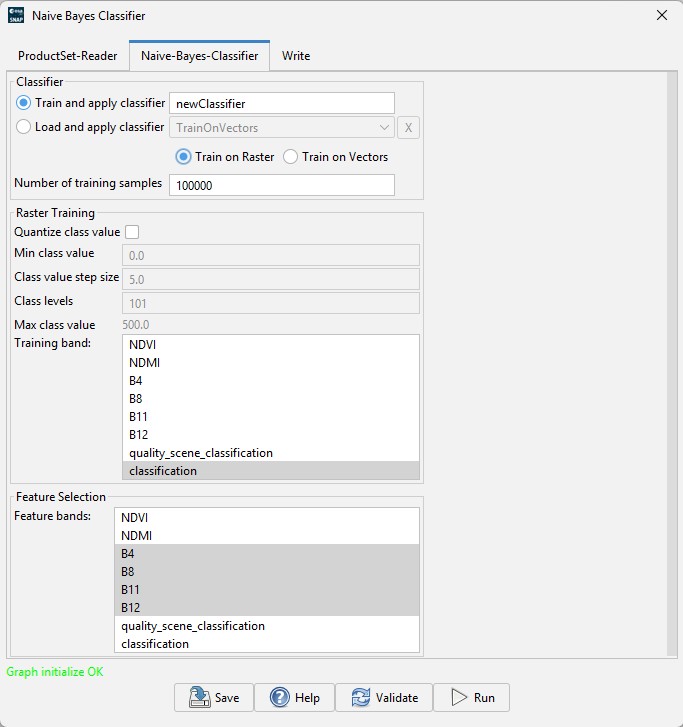 esa
SNAP
Naive Bayes Classifier
ProductSet-Reader Naive-Bayes-Classifier Write
Classifier
Train and apply classifier newClassifier
Load and apply classifier TrainOnVectors X
Train on Raster Train on Vectors
Number of training samples 100000
Raster Training
Quantize class value
Min class value 0.0
Class value step size 5.0
Class levels 101
Max class value 500.0
Training band:
NDVI
NDMI
B4
B8
B11
B12
quality_scene_classification
classification
Feature Selection
Feature bands:
NDVI
NDMI
B4
B8
B11
B12
quality_scene_classification
classification
Graph initialize OK
Save Help Validate Run